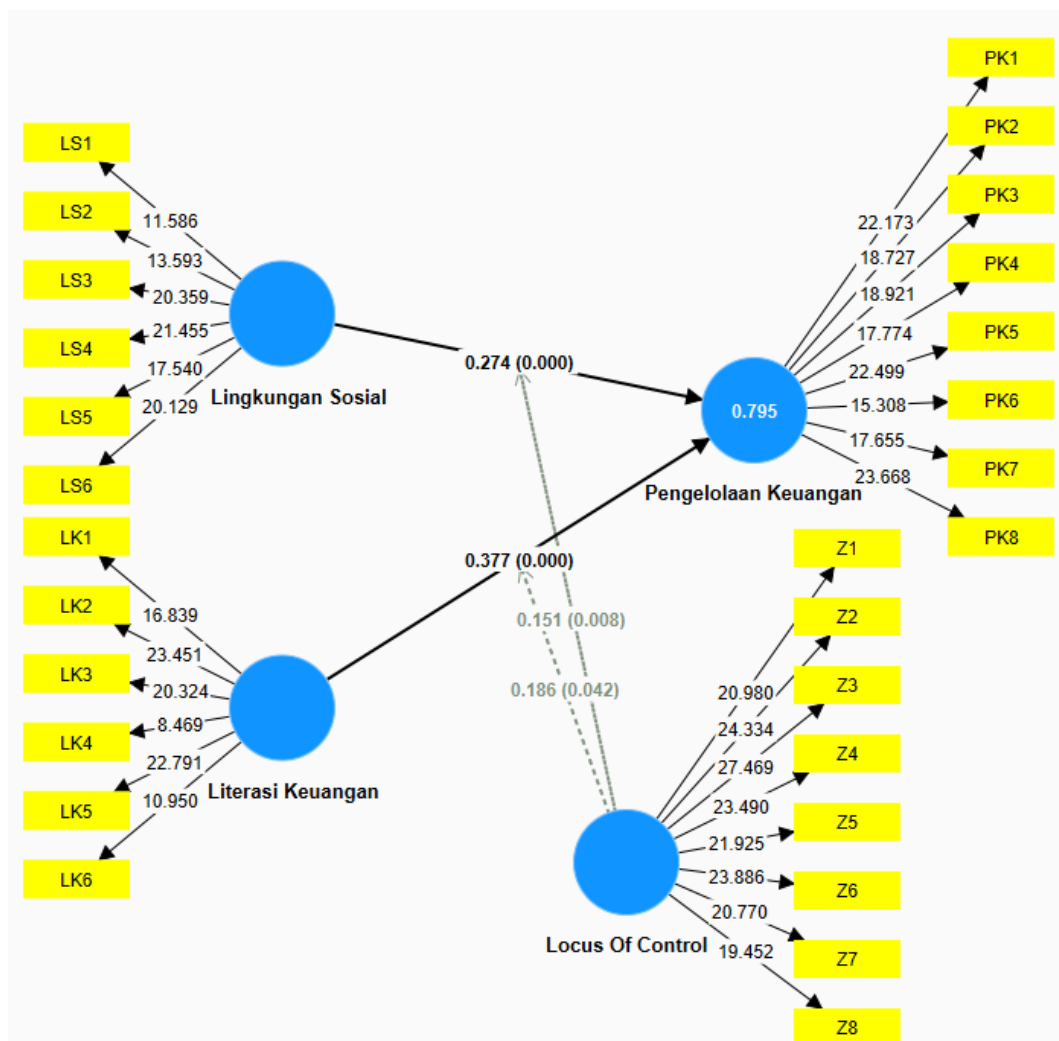 LS1
LS2
LS3
LS4
LS5
LS6
11.586
13.593
20.359
21.455
17.540
20.129
Lingkungan Sosial
LK1
LK2
LK3
LK4
LK5
LK6
16.839
23.451
20.324
8.469
22.791
10.950
Literasi Keuangan
0.274 (0.000)
0.377 (0.000)
0.151 (0.008)
0.186 (0.042)
0.795
Pengelolaan Keuangan
22.173
18.727
18.921
17.774
22.499
15.308
17.655
23.668
PK1
PK2
PK3
PK4
PK5
PK6
PK7
PK8
Locus Of Control
20.980
24.334
27.469
23.490
21.925
23.886
20.770
19.452
Z1
Z2
Z3
Z4
Z5
Z6
Z7
Z8